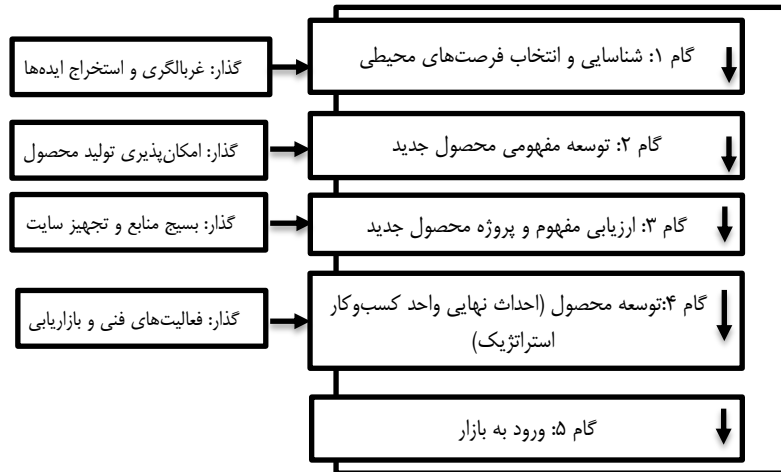 گام ۱: شناسایی و انتخاب فرصت‌های محیطی
گذار: غربالگری و استخراج ایده‌ها
گام ۲: توسعه مفهومی محصول جدید
گذار: امکان‌پذیری تولید محصول
گام ۳: ارزیابی مفهوم و پروژه محصول جدید
گذار: بسیج منابع و تجهیز سایت
گام ۴:توسعه محصول (احداث نهایی واحد کسب‌وکار
استراتژیک)
گذار: فعالیت‌های فنی و بازاریابی
گام ۵: ورود به بازار